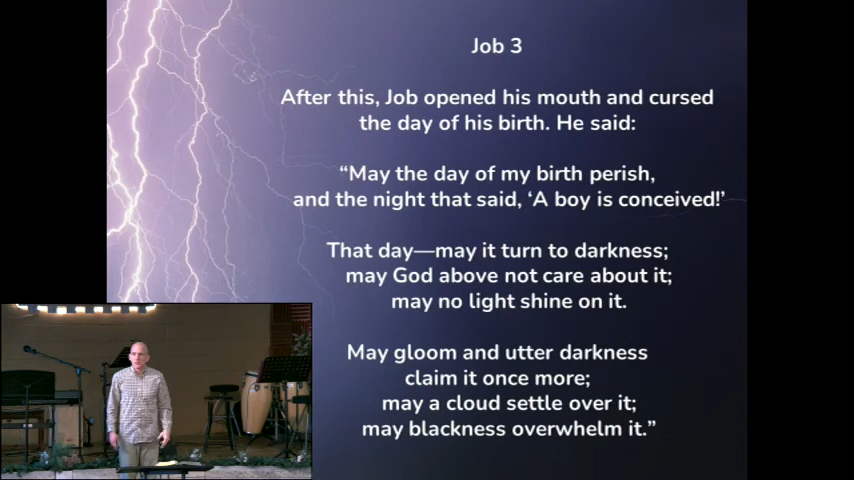 Job 3
After this, Job opened his mouth and cursed
the day of his birth. He said:
“May the day of my birth perish,
and the night that said, ‘A boy is conceived!’
That day—may it turn to darkness;
may God above not care about it;
may no light shine on it.
May gloom and utter darkness
claim it once more;
may a cloud settle over it;
may blackness overwhelm it.”